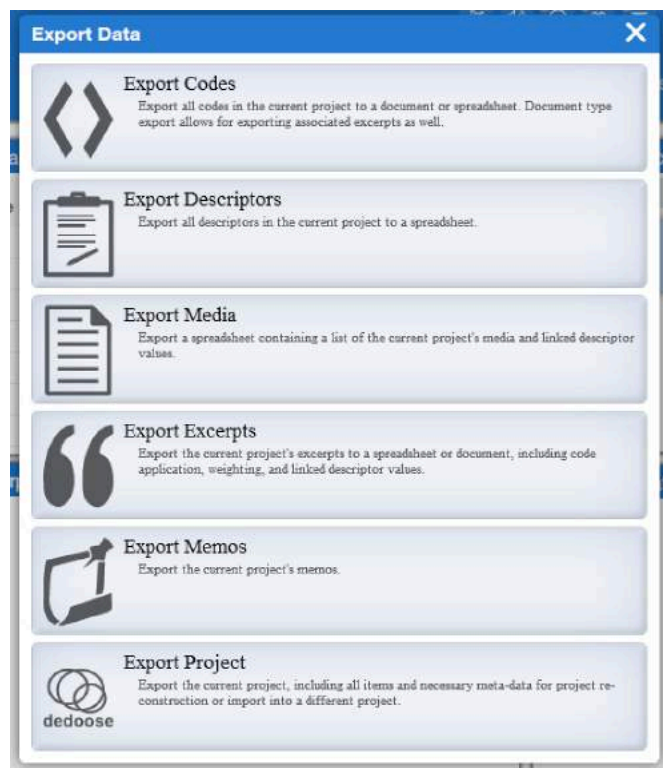 Export Data
Export Codes
Export all codes in the current project to a document or spreadsheet. Document type
export allows for exporting associated excerpts as well.
Export Descriptors
Export all descriptors in the current project to a spreadsheet.
Export Media
Export a spreadsheet containing a list of the current project's media and linked descriptor
values.
Export Excerpts
Export the current project's excerpts to a spreadsheet or document, including code
application, weighting, and linked descriptor values.
Export Memos
Export the current project's memos.
Export Project
Export the current project, including all items and necessary meta-data for project re-
construction or import into a different project.
dedoose